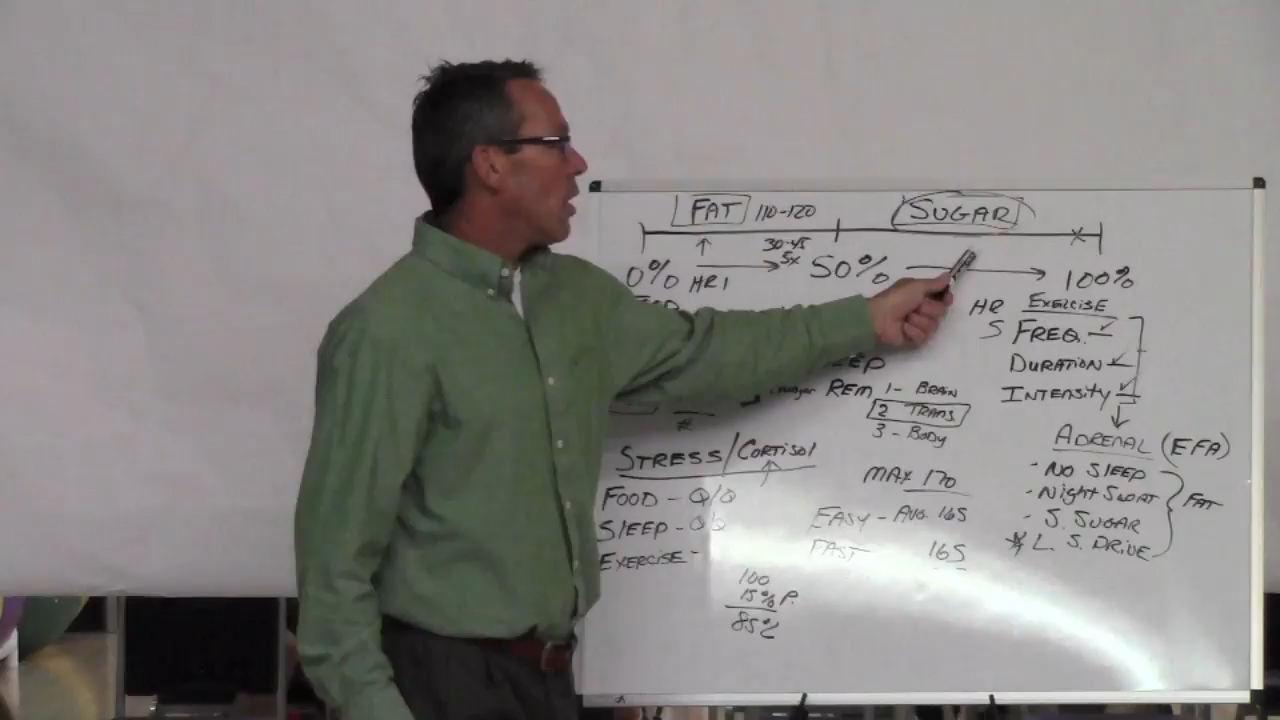 FAT 110-120 SUGAR
30-45
5x
0% HR1 50% 100%
HR EXERCISE
S FREQ.
DURATION
INTENSITY
REM 1- BRAIN
2 TRANS
3 - BODY
#
STRESS/CORTISOL
FOOD - Q/Q
SLEEP - Q/Q
EXERCISE -
100
15% P.
85%
MAX 170
EASY - AVG. 165
FAST 165
ADRENAL (EFA)
- NO SLEEP
- NIGHT SWEAT
- S. SUGAR
L. S. DRIVE
FAT